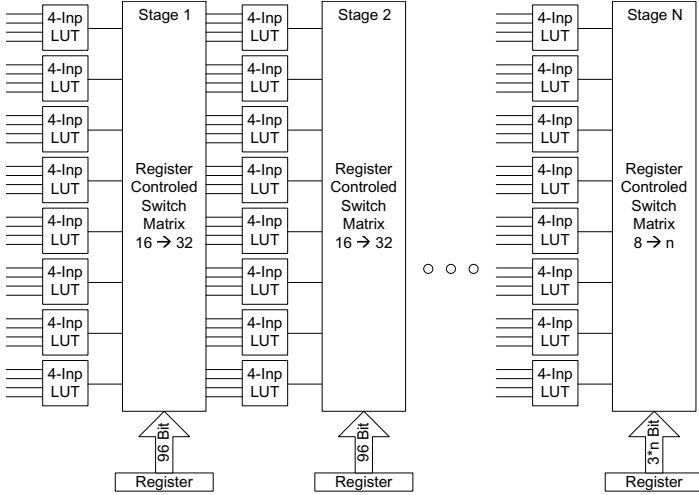 4-Inp
LUT
4-Inp
LUT
4-Inp
LUT
4-Inp
LUT
4-Inp
LUT
4-Inp
LUT
4-Inp
LUT
4-Inp
LUT
Stage 1
Register
Controled
Switch
Matrix
16 → 32
96 Bit
Register
4-Inp
LUT
4-Inp
LUT
4-Inp
LUT
4-Inp
LUT
4-Inp
LUT
4-Inp
LUT
4-Inp
LUT
4-Inp
LUT
Stage 2
Register
Controled
Switch
Matrix
16 → 32
96 Bit
Register
4-Inp
LUT
4-Inp
LUT
4-Inp
LUT
4-Inp
LUT
4-Inp
LUT
4-Inp
LUT
4-Inp
LUT
4-Inp
LUT
Stage N
Register
Controled
Switch
Matrix
8 → n
3*n Bit
Register